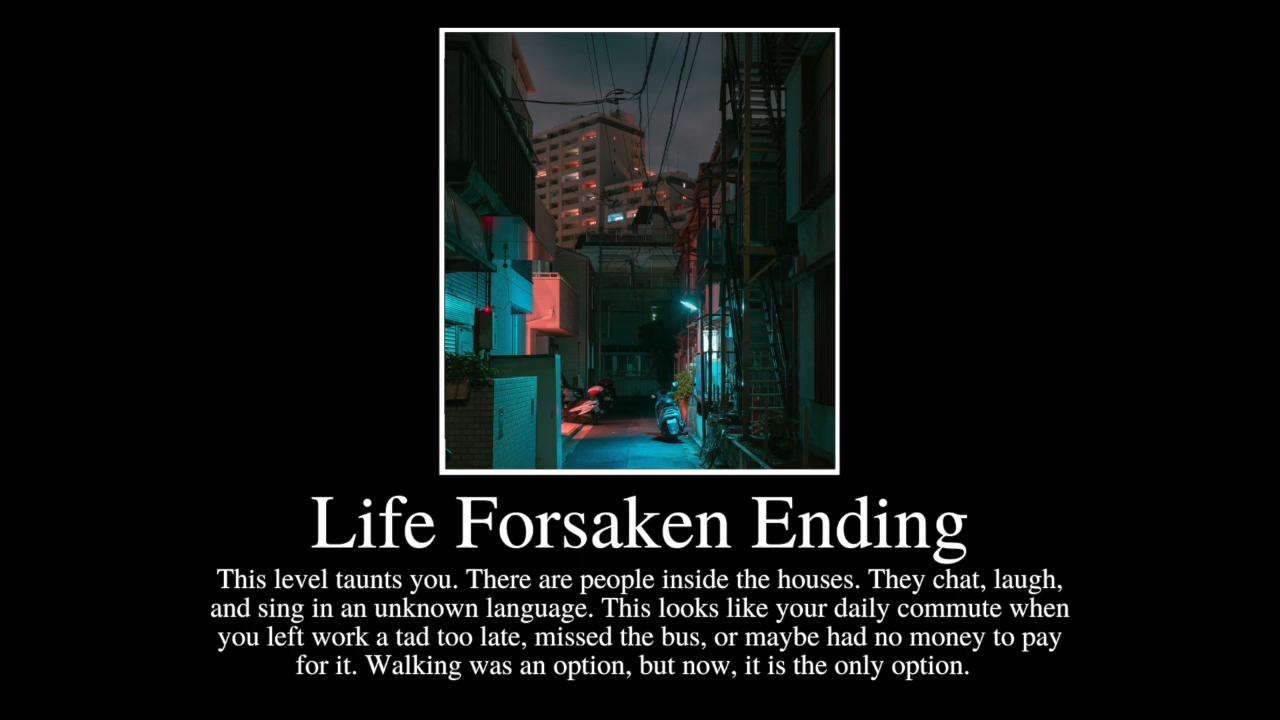 Life Forsaken Ending
This level taunts you. There are people inside the houses. They chat, laugh,
and sing in an unknown language. This looks like your daily commute when
you left work a tad too late, missed the bus, or maybe had no money to pay
for it. Walking was an option, but now, it is the only option.